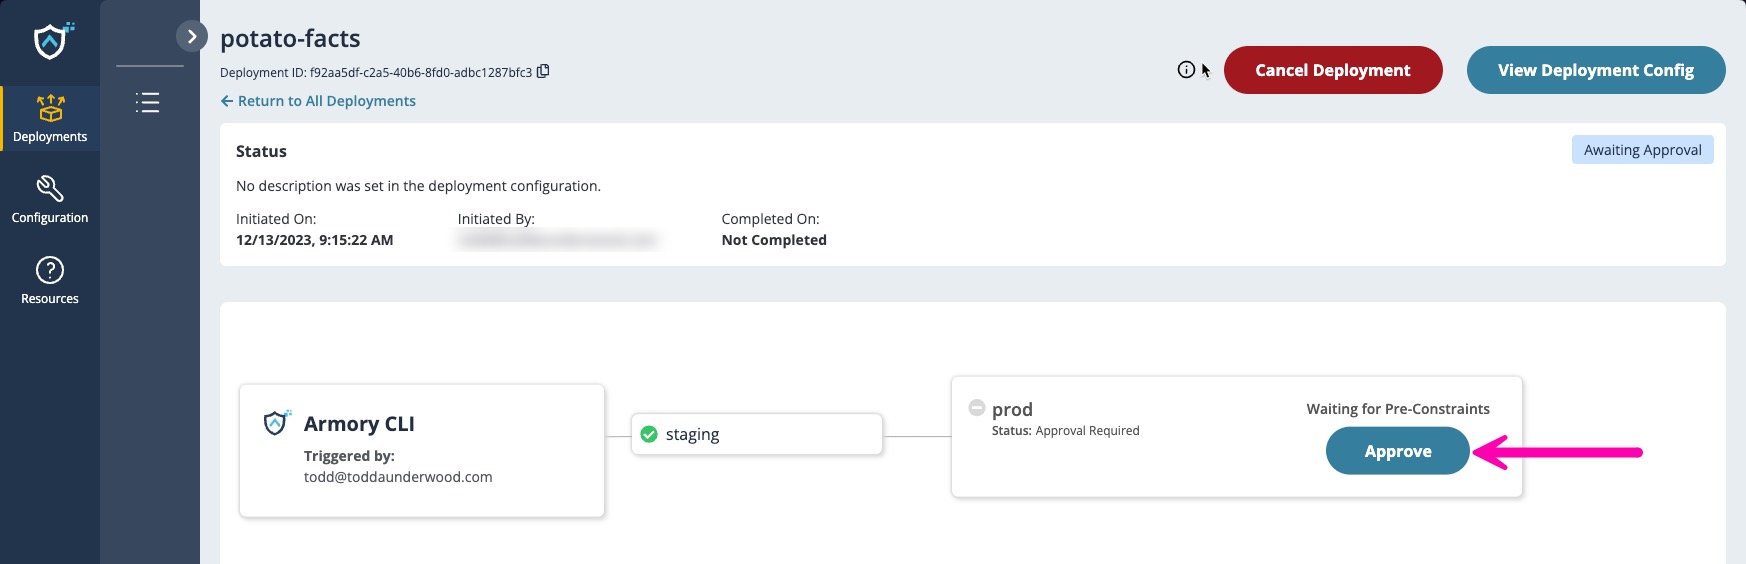 potato-facts
Deployment ID: f92aa5df-c2a5-40b6-8fd0-adbc1287bfc3
Return to All Deployments
Cancel Deployment
View Deployment Config
Deployments
Configuration
Resources
Status
Awaiting Approval
No description was set in the deployment configuration.
Initiated On:
12/13/2023, 9:15:22 AM
Initiated By:
Completed On:
Not Completed
Armory CLI
Triggered by:
todd@toddaunderwood.com
staging
prod
Status: Approval Required
Waiting for Pre-Constraints
Approve